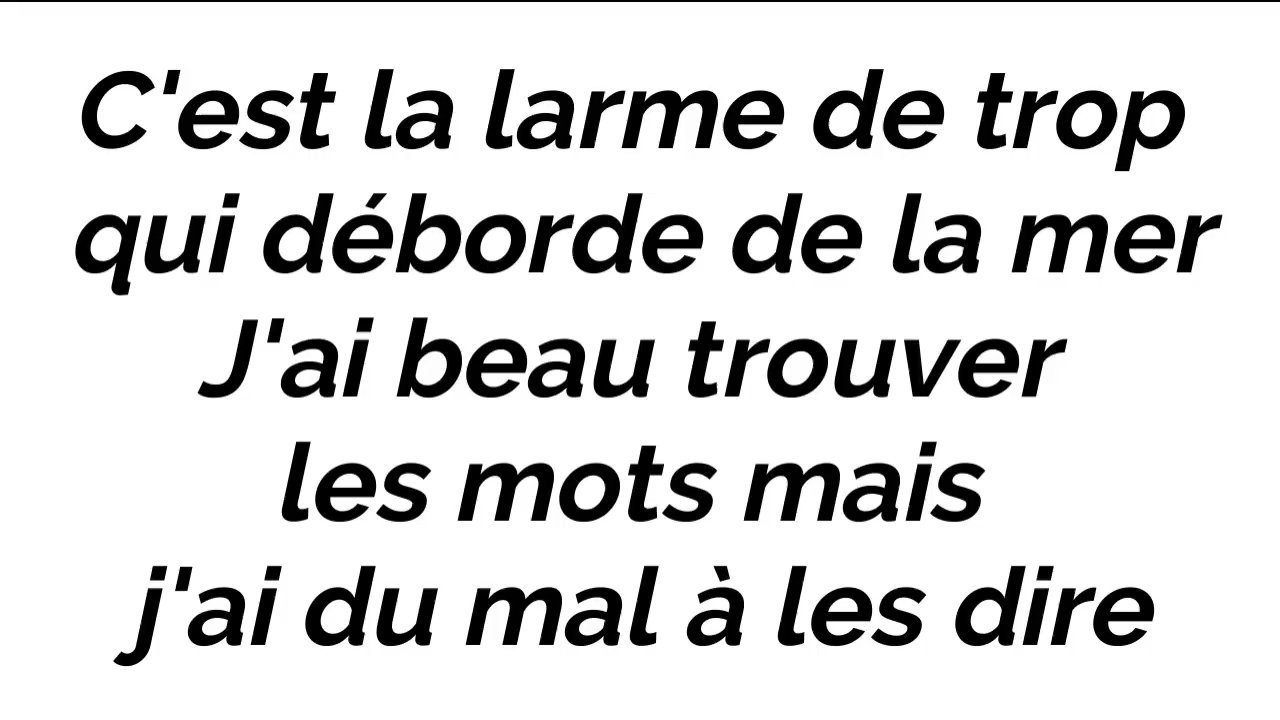 C'est la larme de trop
qui déborde de la mer
J'ai beau trouver
les mots mais
j'ai du mal à les dire